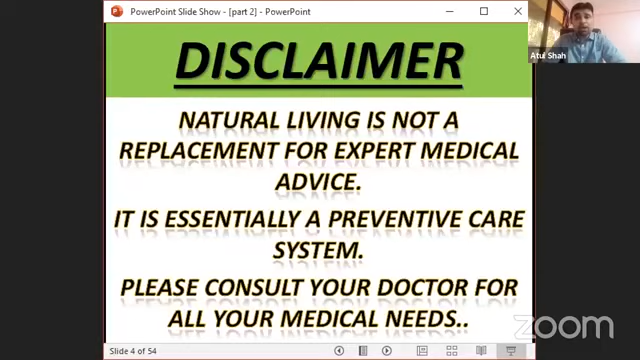 PowerPoint Slide Show - [part 2] - PowerPoint
Atul Shah
DISCLAIMER
NATURAL LIVING IS NOT A
REPLACEMENT FOR EXPERT MEDICAL
ADVICE.
IT IS ESSENTIALLY A PREVENTIVE CARE
SYSTEM.
PLEASE CONSULT YOUR DOCTOR FOR
ALL YOUR MEDICAL NEEDS..
Slide 4 of 54
zoom